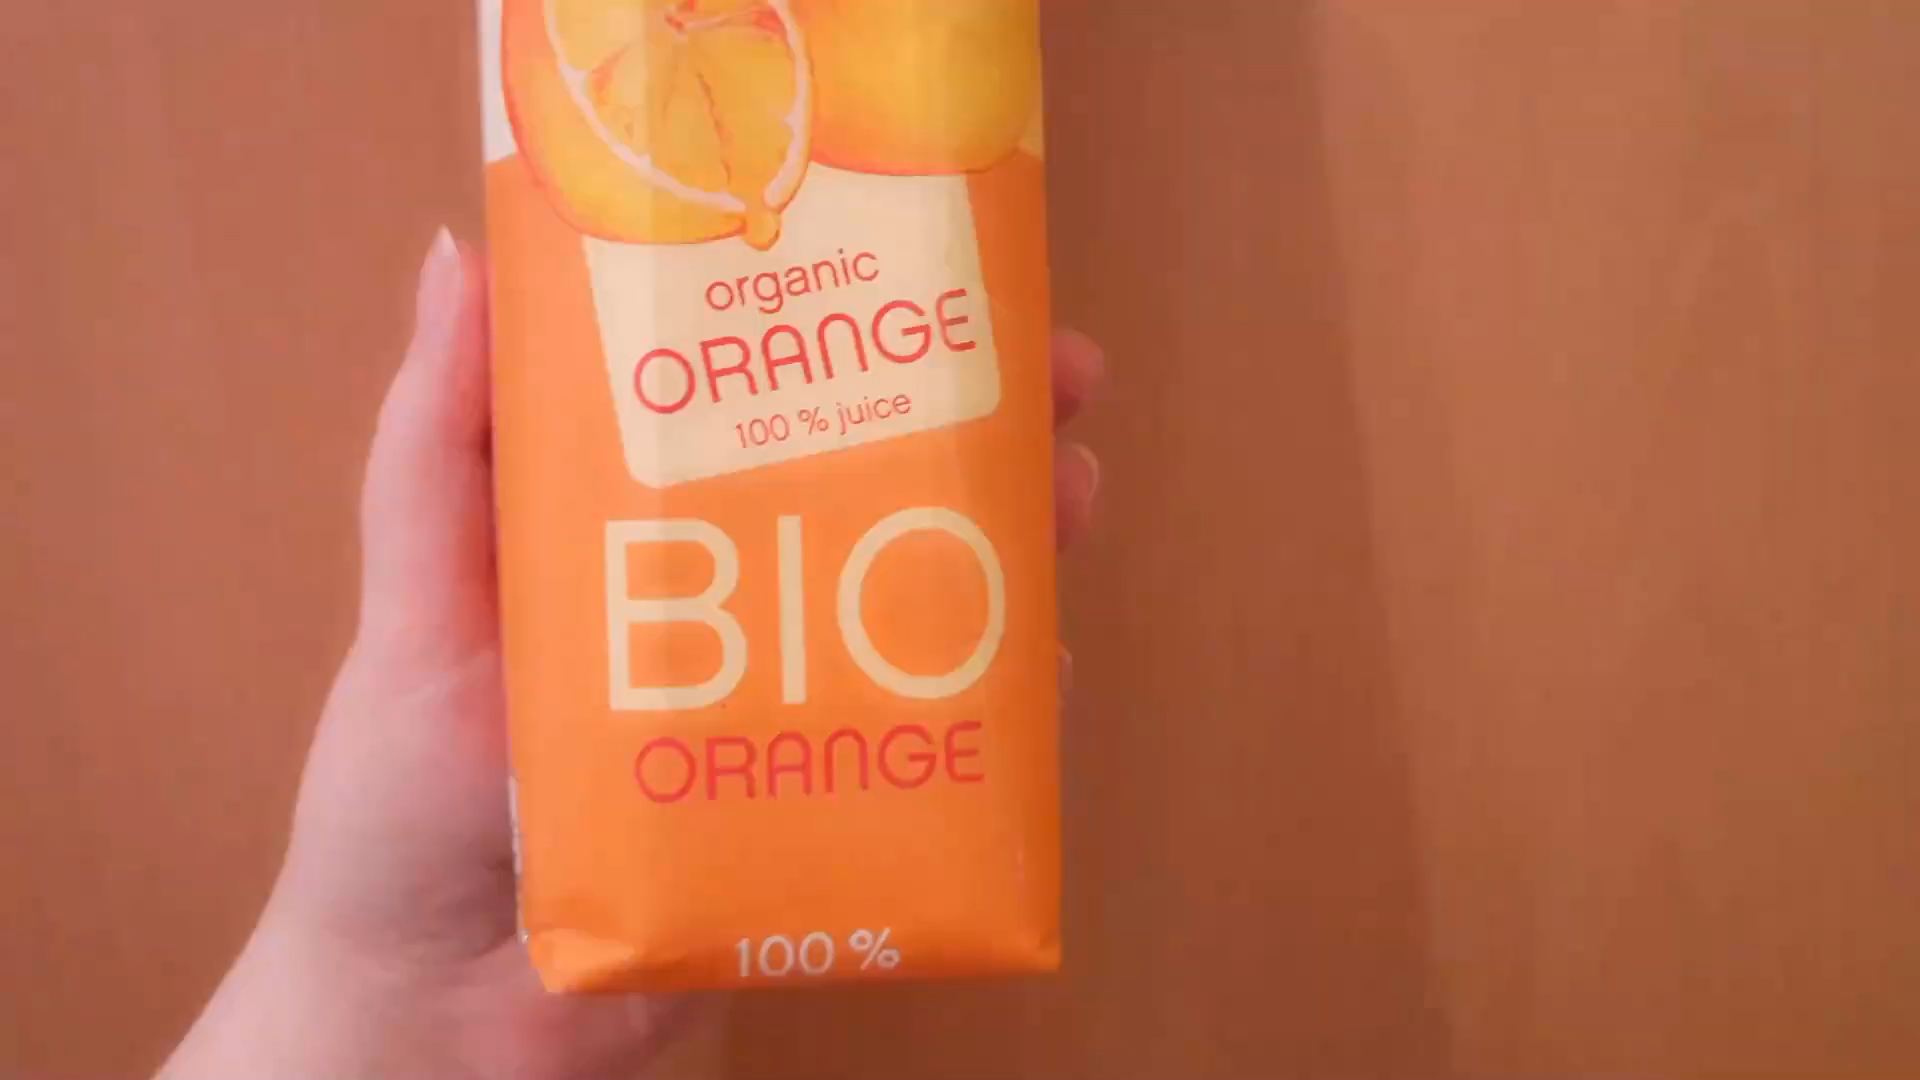 organic
ORANGE
100 % juice
BIO
ORANGE
100 %